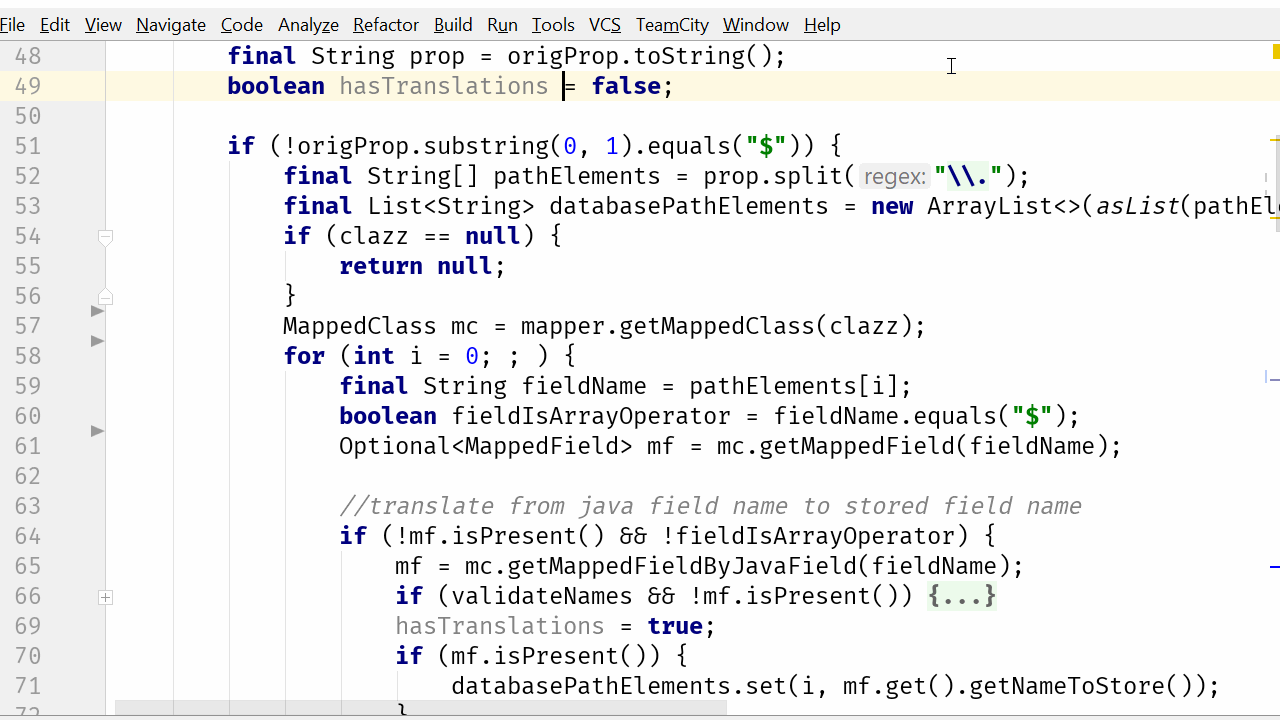 File Edit View Navigate Code Analyze Refactor Build Run Tools VCS TeamCity Window Help
48 final String prop = origProp.toString();
49 boolean hasTranslations = false;
50
51 if (!origProp.substring(0, 1).equals("$")) {
52 final String[] pathElements = prop.split( regex: "\\.");
53 final List<String> databasePathElements = new ArrayList<>(asList(pathEl
54 if (clazz == null) {
55 return null;
56 }
57 MappedClass mc = mapper.getMappedClass(clazz);
58 for (int i = 0; ; ) {
59 final String fieldName = pathElements[i];
60 boolean fieldIsArrayOperator = fieldName.equals("$");
61 Optional<MappedField> mf = mc.getMappedField(fieldName);
62
63 //translate from java field name to stored field name
64 if (!mf.isPresent() && !fieldIsArrayOperator) {
65 mf = mc.getMappedFieldByJavaField(fieldName);
66 if (validateNames && !mf.isPresent()) {...}
69 hasTranslations = true;
70 if (mf.isPresent()) {
71 databasePathElements.set(i, mf.get().getNameToStore());
72 }